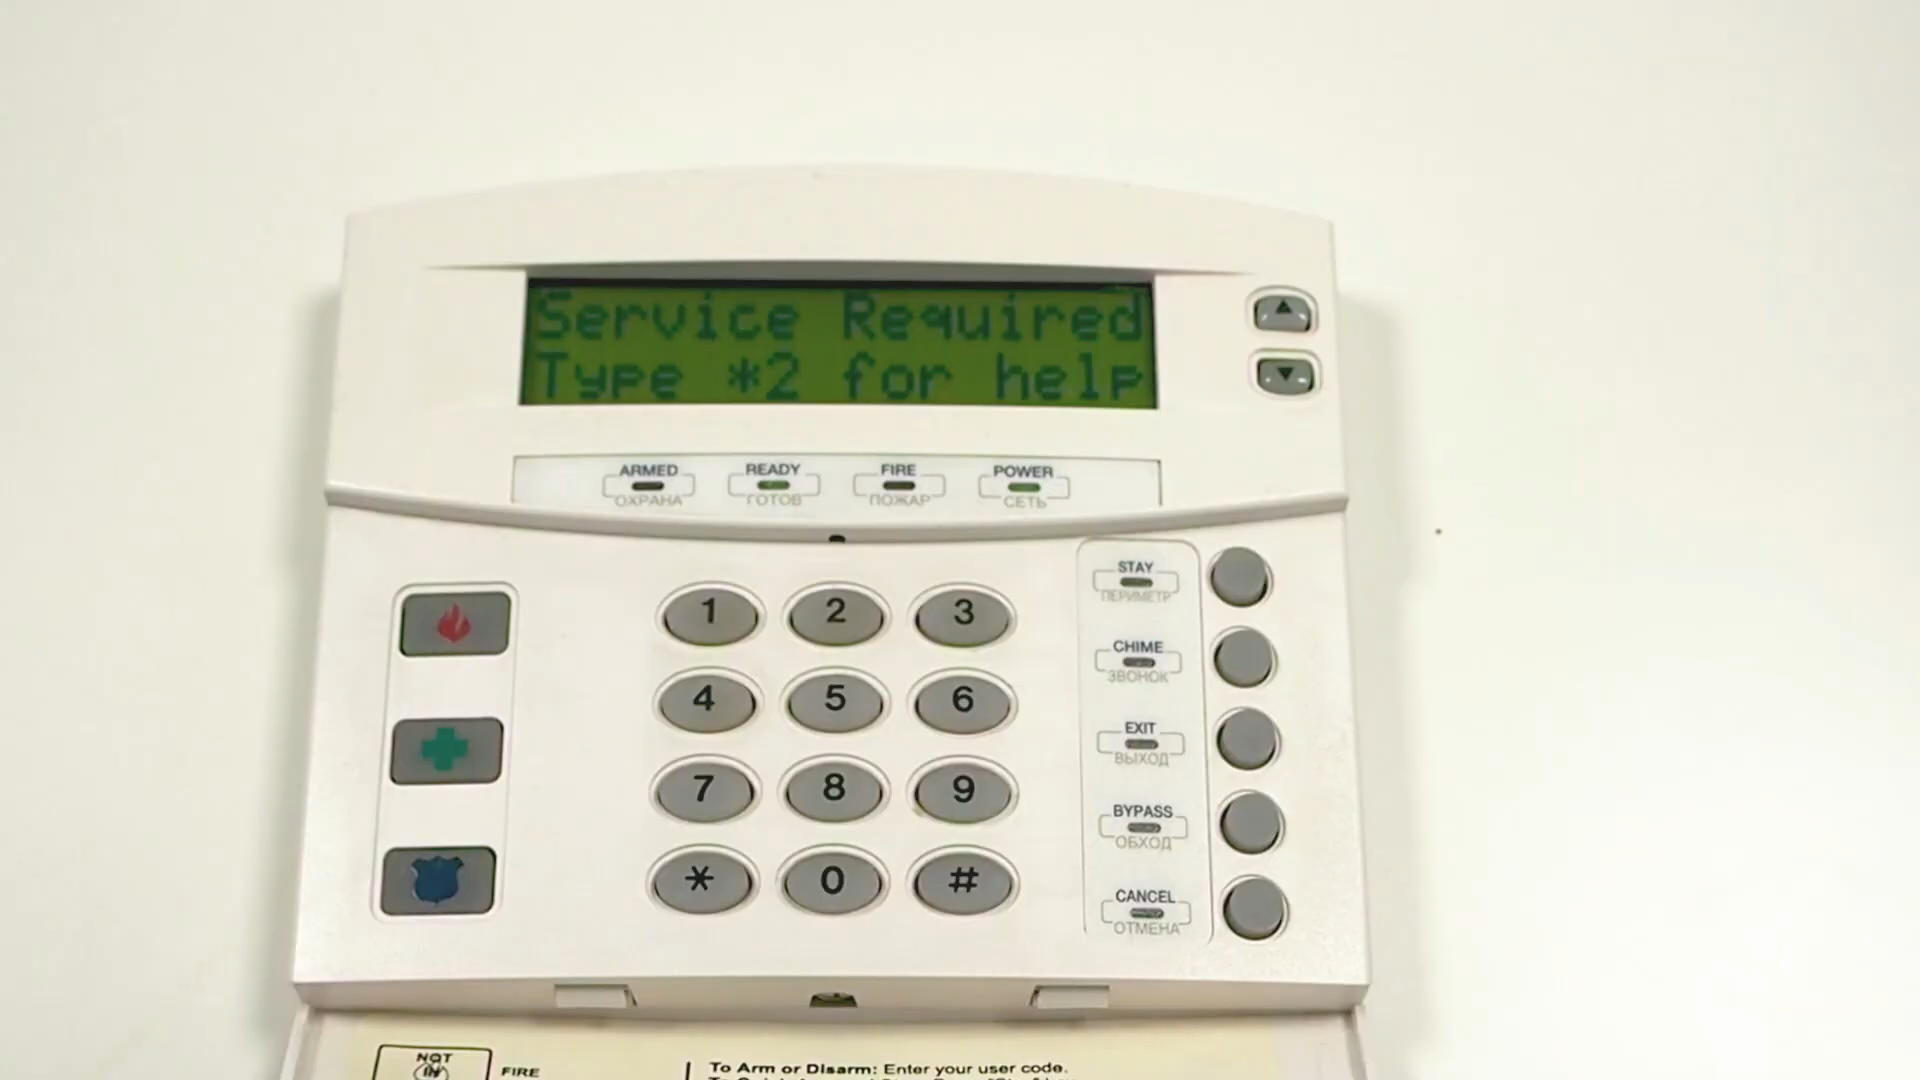 Service Required
Type *2 for help
ARMED READY FIRE POWER
ОХРАНА ГОТОВ ПОЖАР СЕТЬ
STAY
ПЕРИМЕТР
CHIME
ЗВОНОК
EXIT
ВЫХОД
BYPASS
ОБХОД
CANCEL
ОТМЕНА
1 2 3
4 5 6
7 8 9
* 0 #
NOT
IN
FIRE
To Arm or Disarm: Enter your user code.